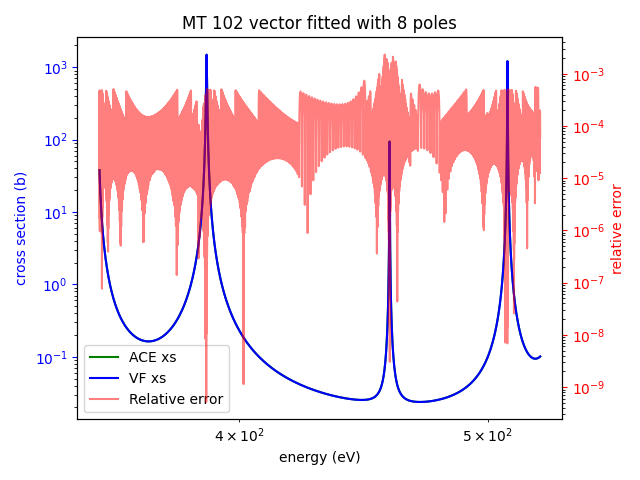 MT 102 vector fitted with 8 poles
cross section (b)
10³
10²
10¹
10⁰
10⁻¹
ACE xs
VF xs
Relative error
4 × 10²
5 × 10²
energy (eV)
10⁻³
10⁻⁴
10⁻⁵
10⁻⁶
10⁻⁷
10⁻⁸
10⁻⁹
relative error